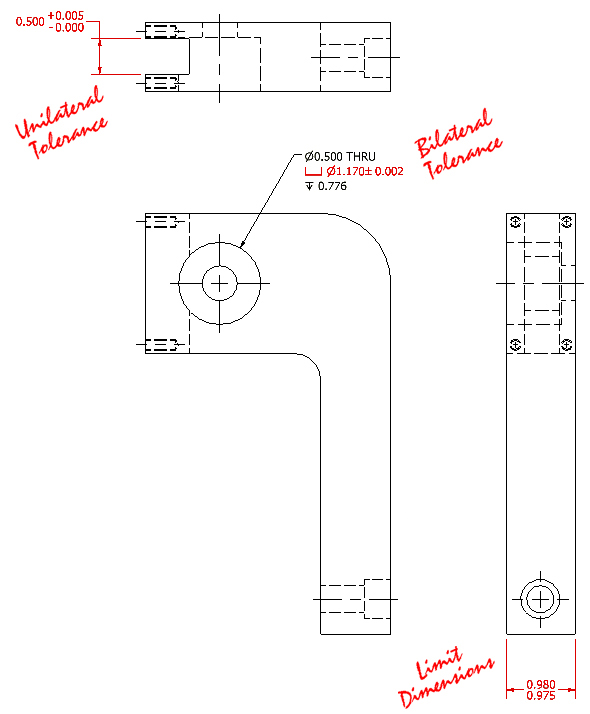 0.500 +0.005
-0.000
Unilateral
Tolerance
Bilateral
Tolerance
Ø0.500 THRU
⌴ Ø1.170± 0.002
↧ 0.776
Limit
Dimensions
0.980
0.975